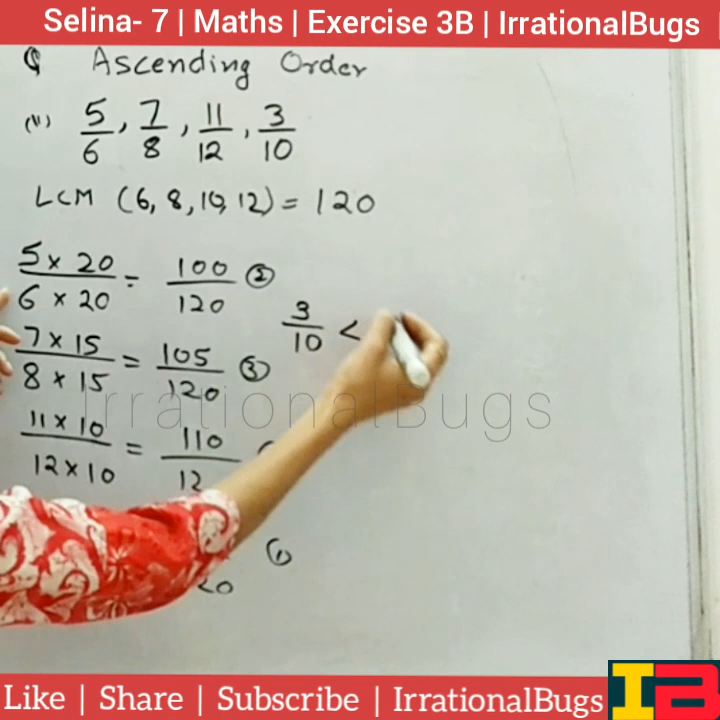 Selina- 7 | Maths | Exercise 3B | IrrationalBugs
Q Ascending Order
(v) 5/6, 7/8, 11/12, 3/10
LCM (6, 8, 10, 12) = 120
5 x 20 / 6 x 20 = 100 / 120 ②
3/10 <
7 x 15 / 8 x 15 = 105 / 120 ③
IrrationalBugs
11 x 10 / 12 x 10 = 110 / 12
①
20
Like | Share | Subscribe | IrrationalBugs
IB